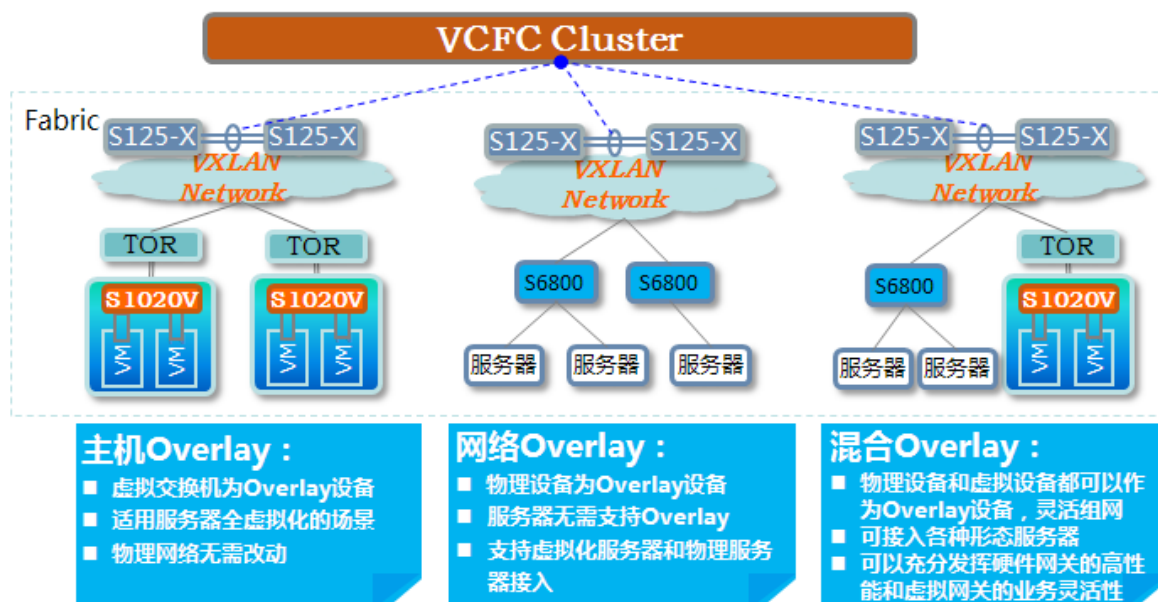 VCFC Cluster
Fabric
S125-X
S125-X
VXLAN
Network
TOR
TOR
S1020V
VM
VM
S1020V
VM
VM
S125-X
S125-X
VXLAN
Network
S6800
S6800
服务器
服务器
服务器
S125-X
S125-X
VXLAN
Network
S6800
TOR
服务器
服务器
S1020V
VM
VM
主机Overlay：
■ 虚拟交换机为Overlay设备
■ 适用服务器全虚拟化的场景
■ 物理网络无需改动
网络Overlay：
■ 物理设备为Overlay设备
■ 服务器无需支持Overlay
■ 支持虚拟化服务器和物理服务
器接入
混合Overlay：
■ 物理设备和虚拟设备都可以作
为Overlay设备，灵活组网
■ 可接入各种形态服务器
■ 可以充分发挥硬件网关的高性
能和虚拟网关的业务灵活性